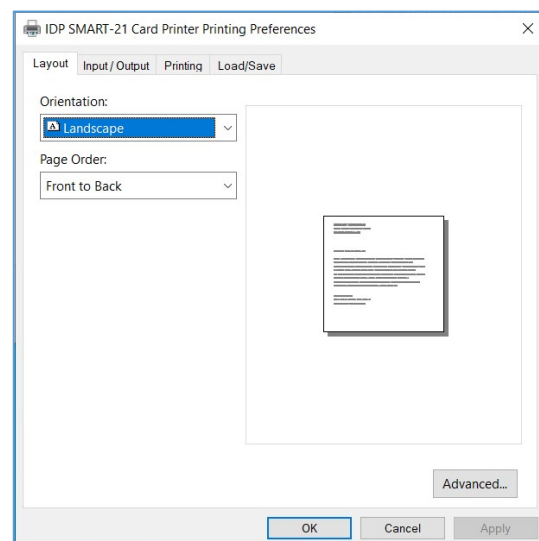 IDP SMART-21 Card Printer Printing Preferences
Layout Input / Output Printing Load/Save
Orientation:
Landscape
Page Order:
Front to Back
Advanced...
OK Cancel Apply